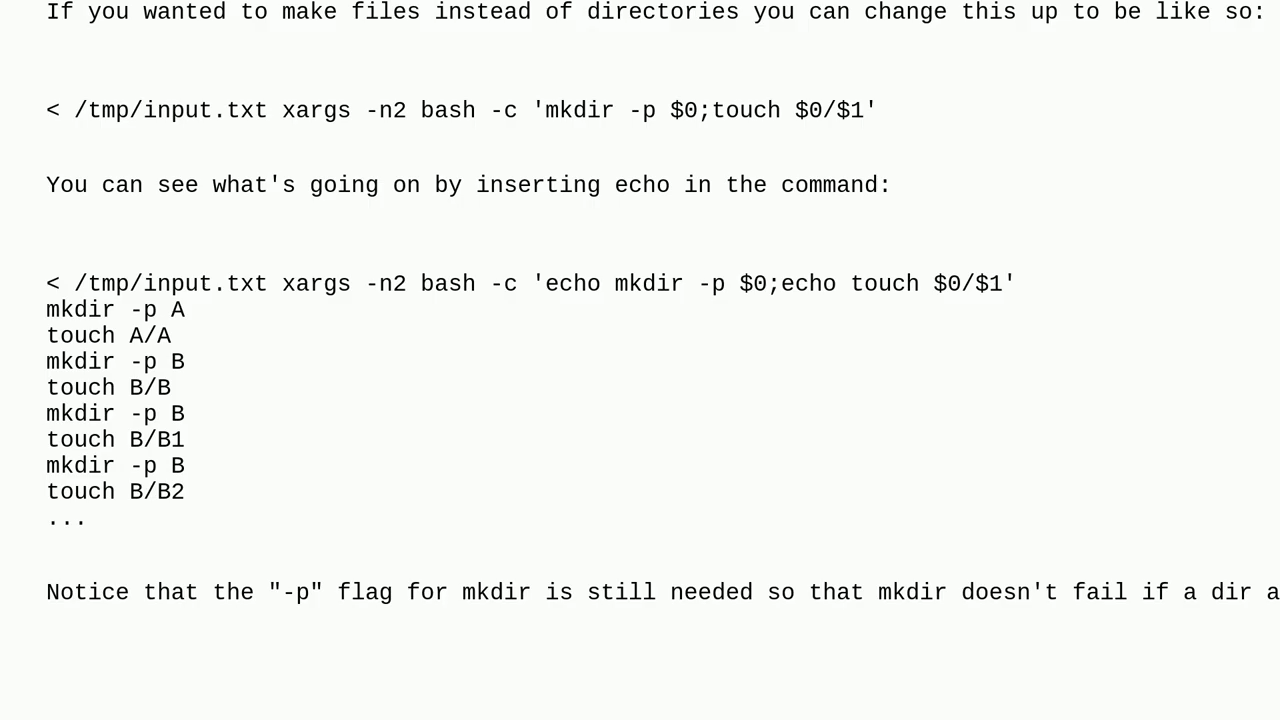 If you wanted to make files instead of directories you can change this up to be like so:
< /tmp/input.txt xargs -n2 bash -c 'mkdir -p $0;touch $0/$1'
You can see what's going on by inserting echo in the command:
< /tmp/input.txt xargs -n2 bash -c 'echo mkdir -p $0;echo touch $0/$1'
mkdir -p A
touch A/A
mkdir -p B
touch B/B
mkdir -p B
touch B/B1
mkdir -p B
touch B/B2
...
Notice that the "-p" flag for mkdir is still needed so that mkdir doesn't fail if a dir a